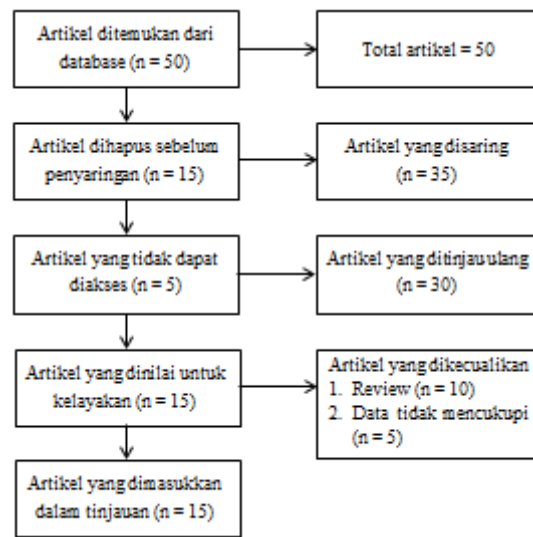 Artikel ditemukan dari
database (n = 50)
Total artikel = 50
Artikel dihapus sebelum
penyaringan (n = 15)
Artikel yang disaring
(n = 35)
Artikel yang tidak dapat
diakses (n = 5)
Artikel yang ditinjau ulang
(n = 30)
Artikel yang dinilai untuk
kelayakan (n = 15)
Artikel yang dikecualikan
1. Review (n = 10)
2. Data tidak mencukupi
(n = 5)
Artikel yang dimasukkan
dalam tinjauan (n = 15)